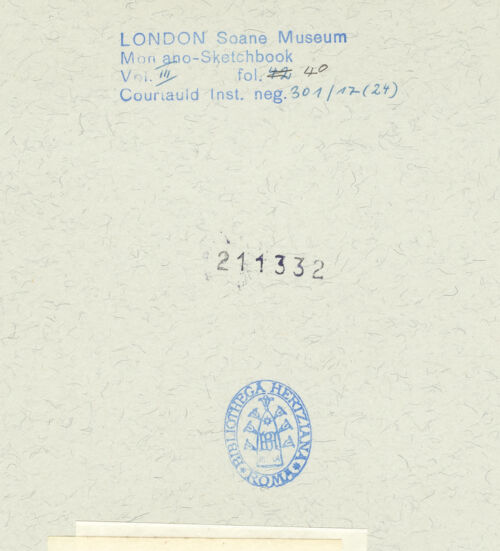 LONDON Soane Museum
Montano-Sketchbook
Vol. III fol. 42 40
Courtauld Inst. neg. 301/17(24)
211332
BIBLIOTHECA HERTZIANA
* ROMA *